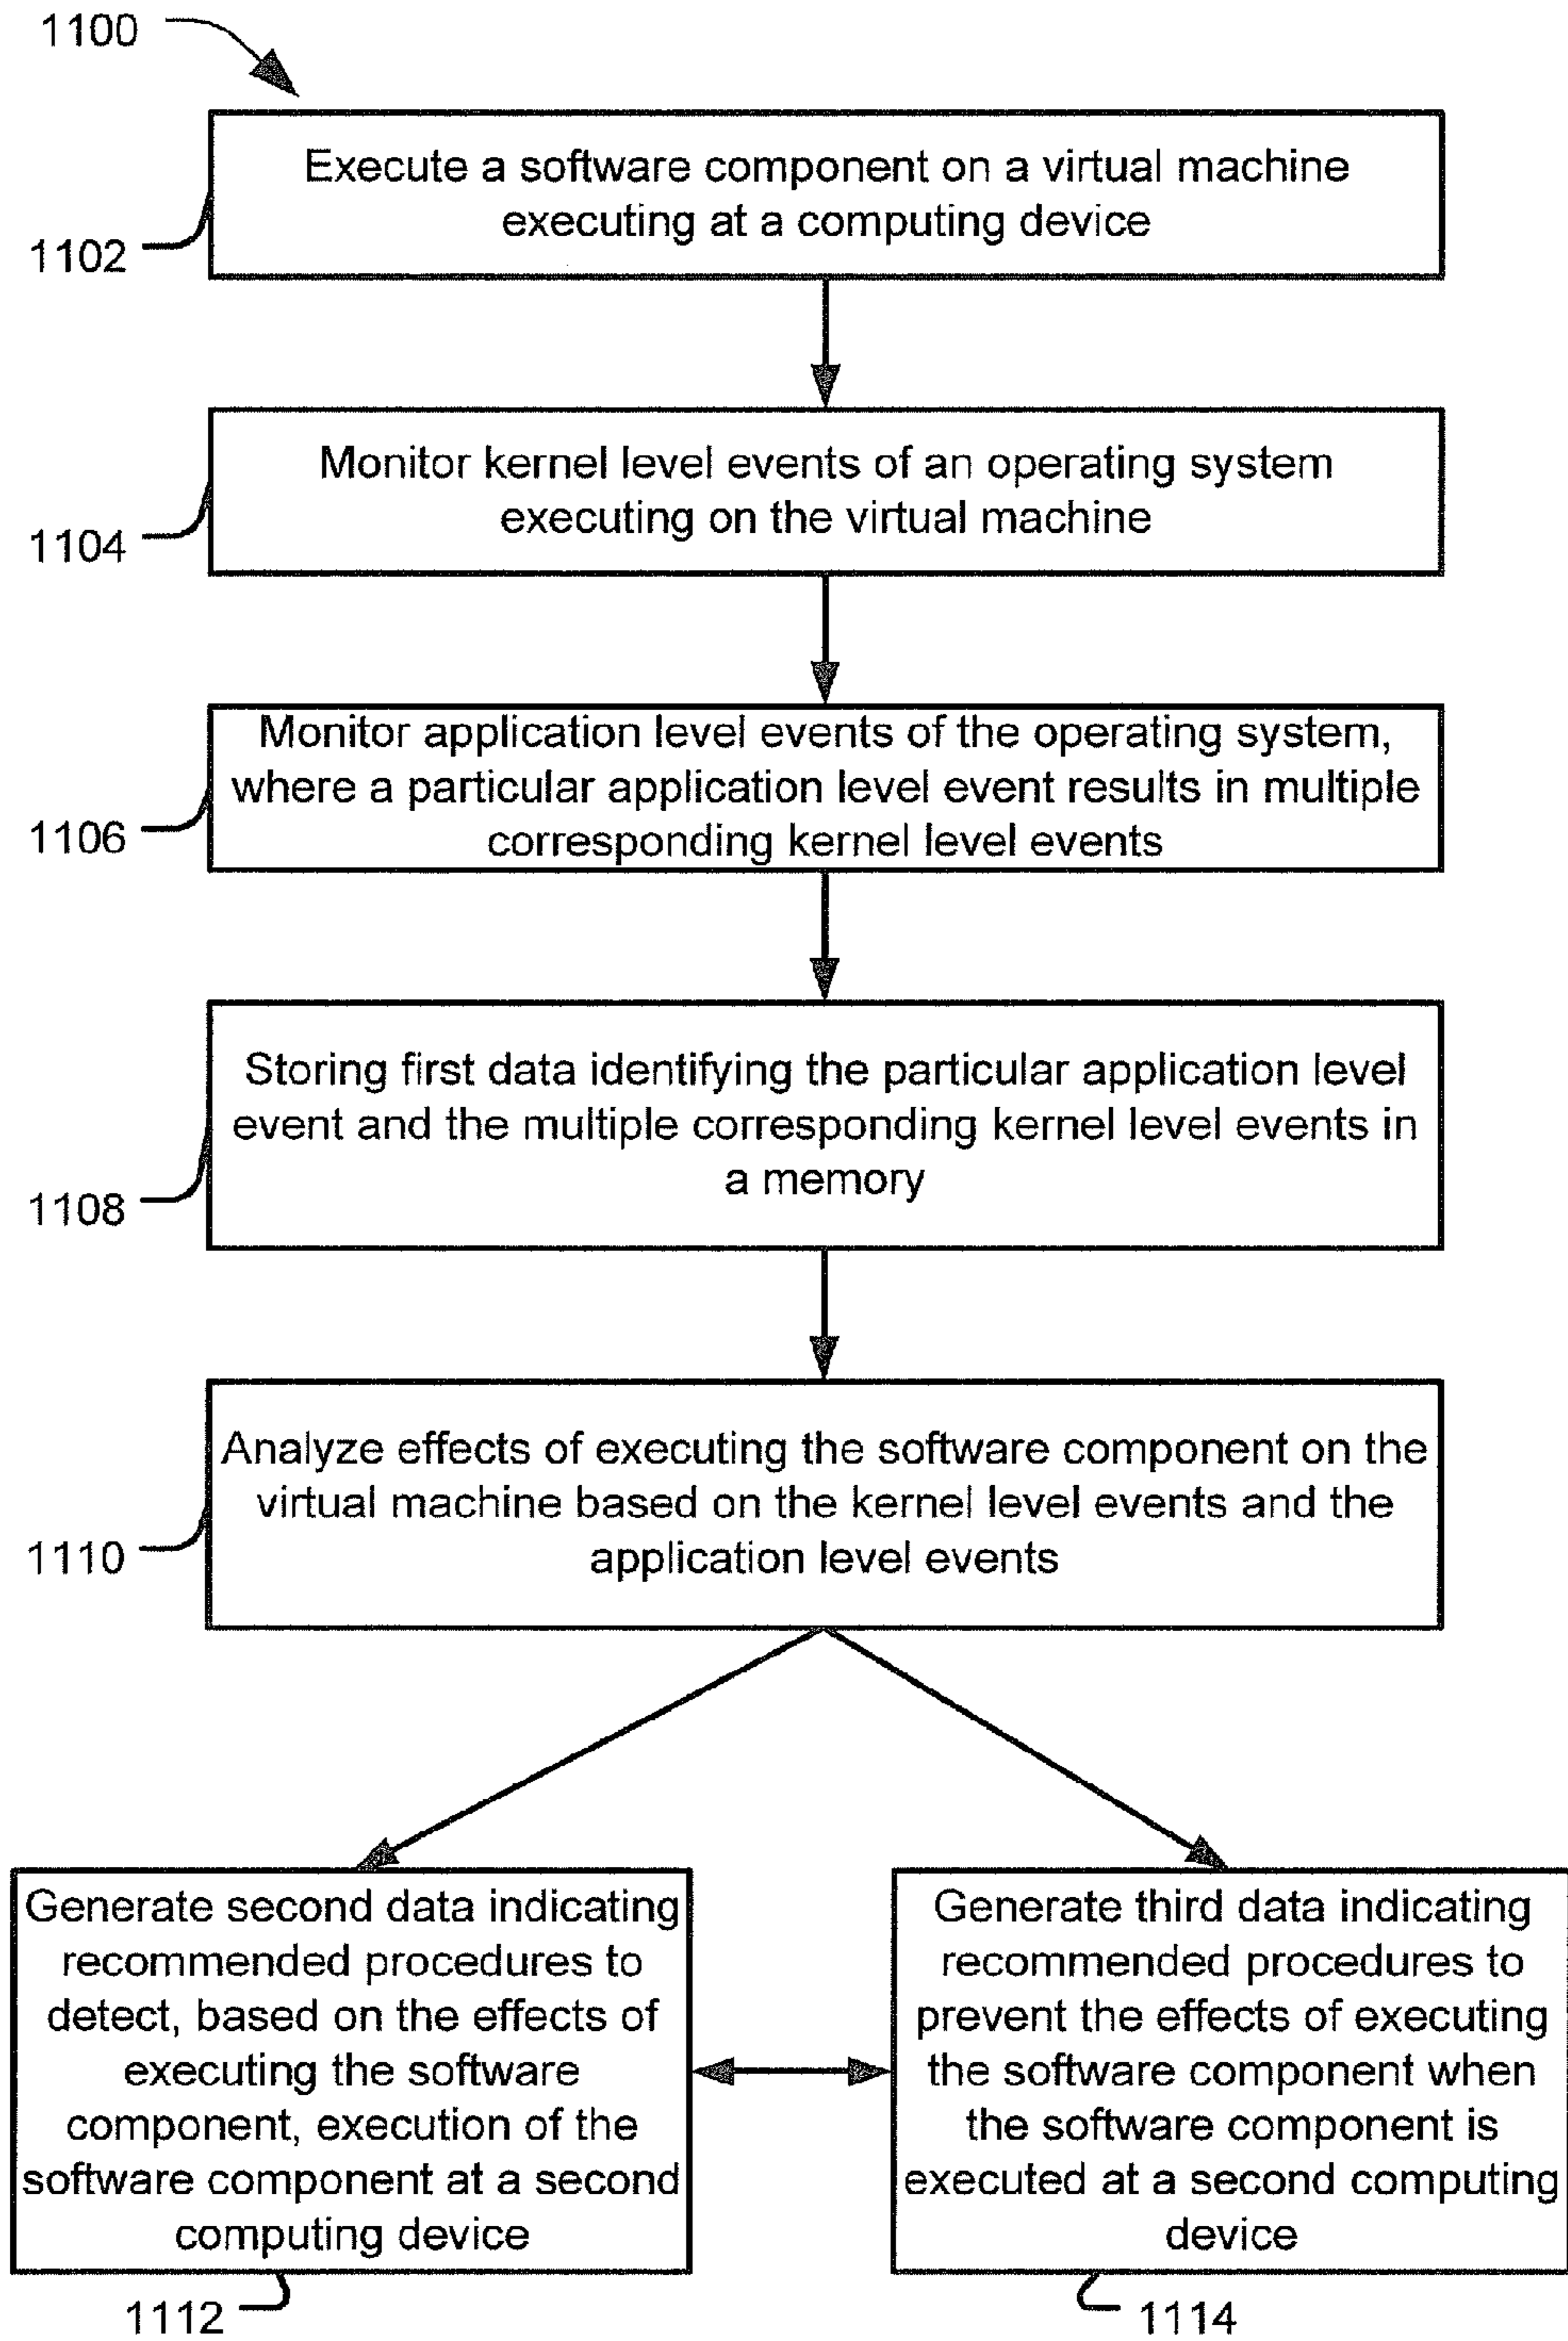 1100
Execute a software component on a virtual machine
executing at a computing device
1102
Monitor kernel level events of an operating system
executing on the virtual machine
1104
Monitor application level events of the operating system,
where a particular application level event results in multiple
corresponding kernel level events
1106
Storing first data identifying the particular application level
event and the multiple corresponding kernel level events in
a memory
1108
Analyze effects of executing the software component on the
virtual machine based on the kernel level events and the
application level events
1110
Generate second data indicating
recommended procedures to
detect, based on the effects of
executing the software
component, execution of the
software component at a second
computing device
1112
Generate third data indicating
recommended procedures to
prevent the effects of executing
the software component when
the software component is
executed at a second computing
device
1114